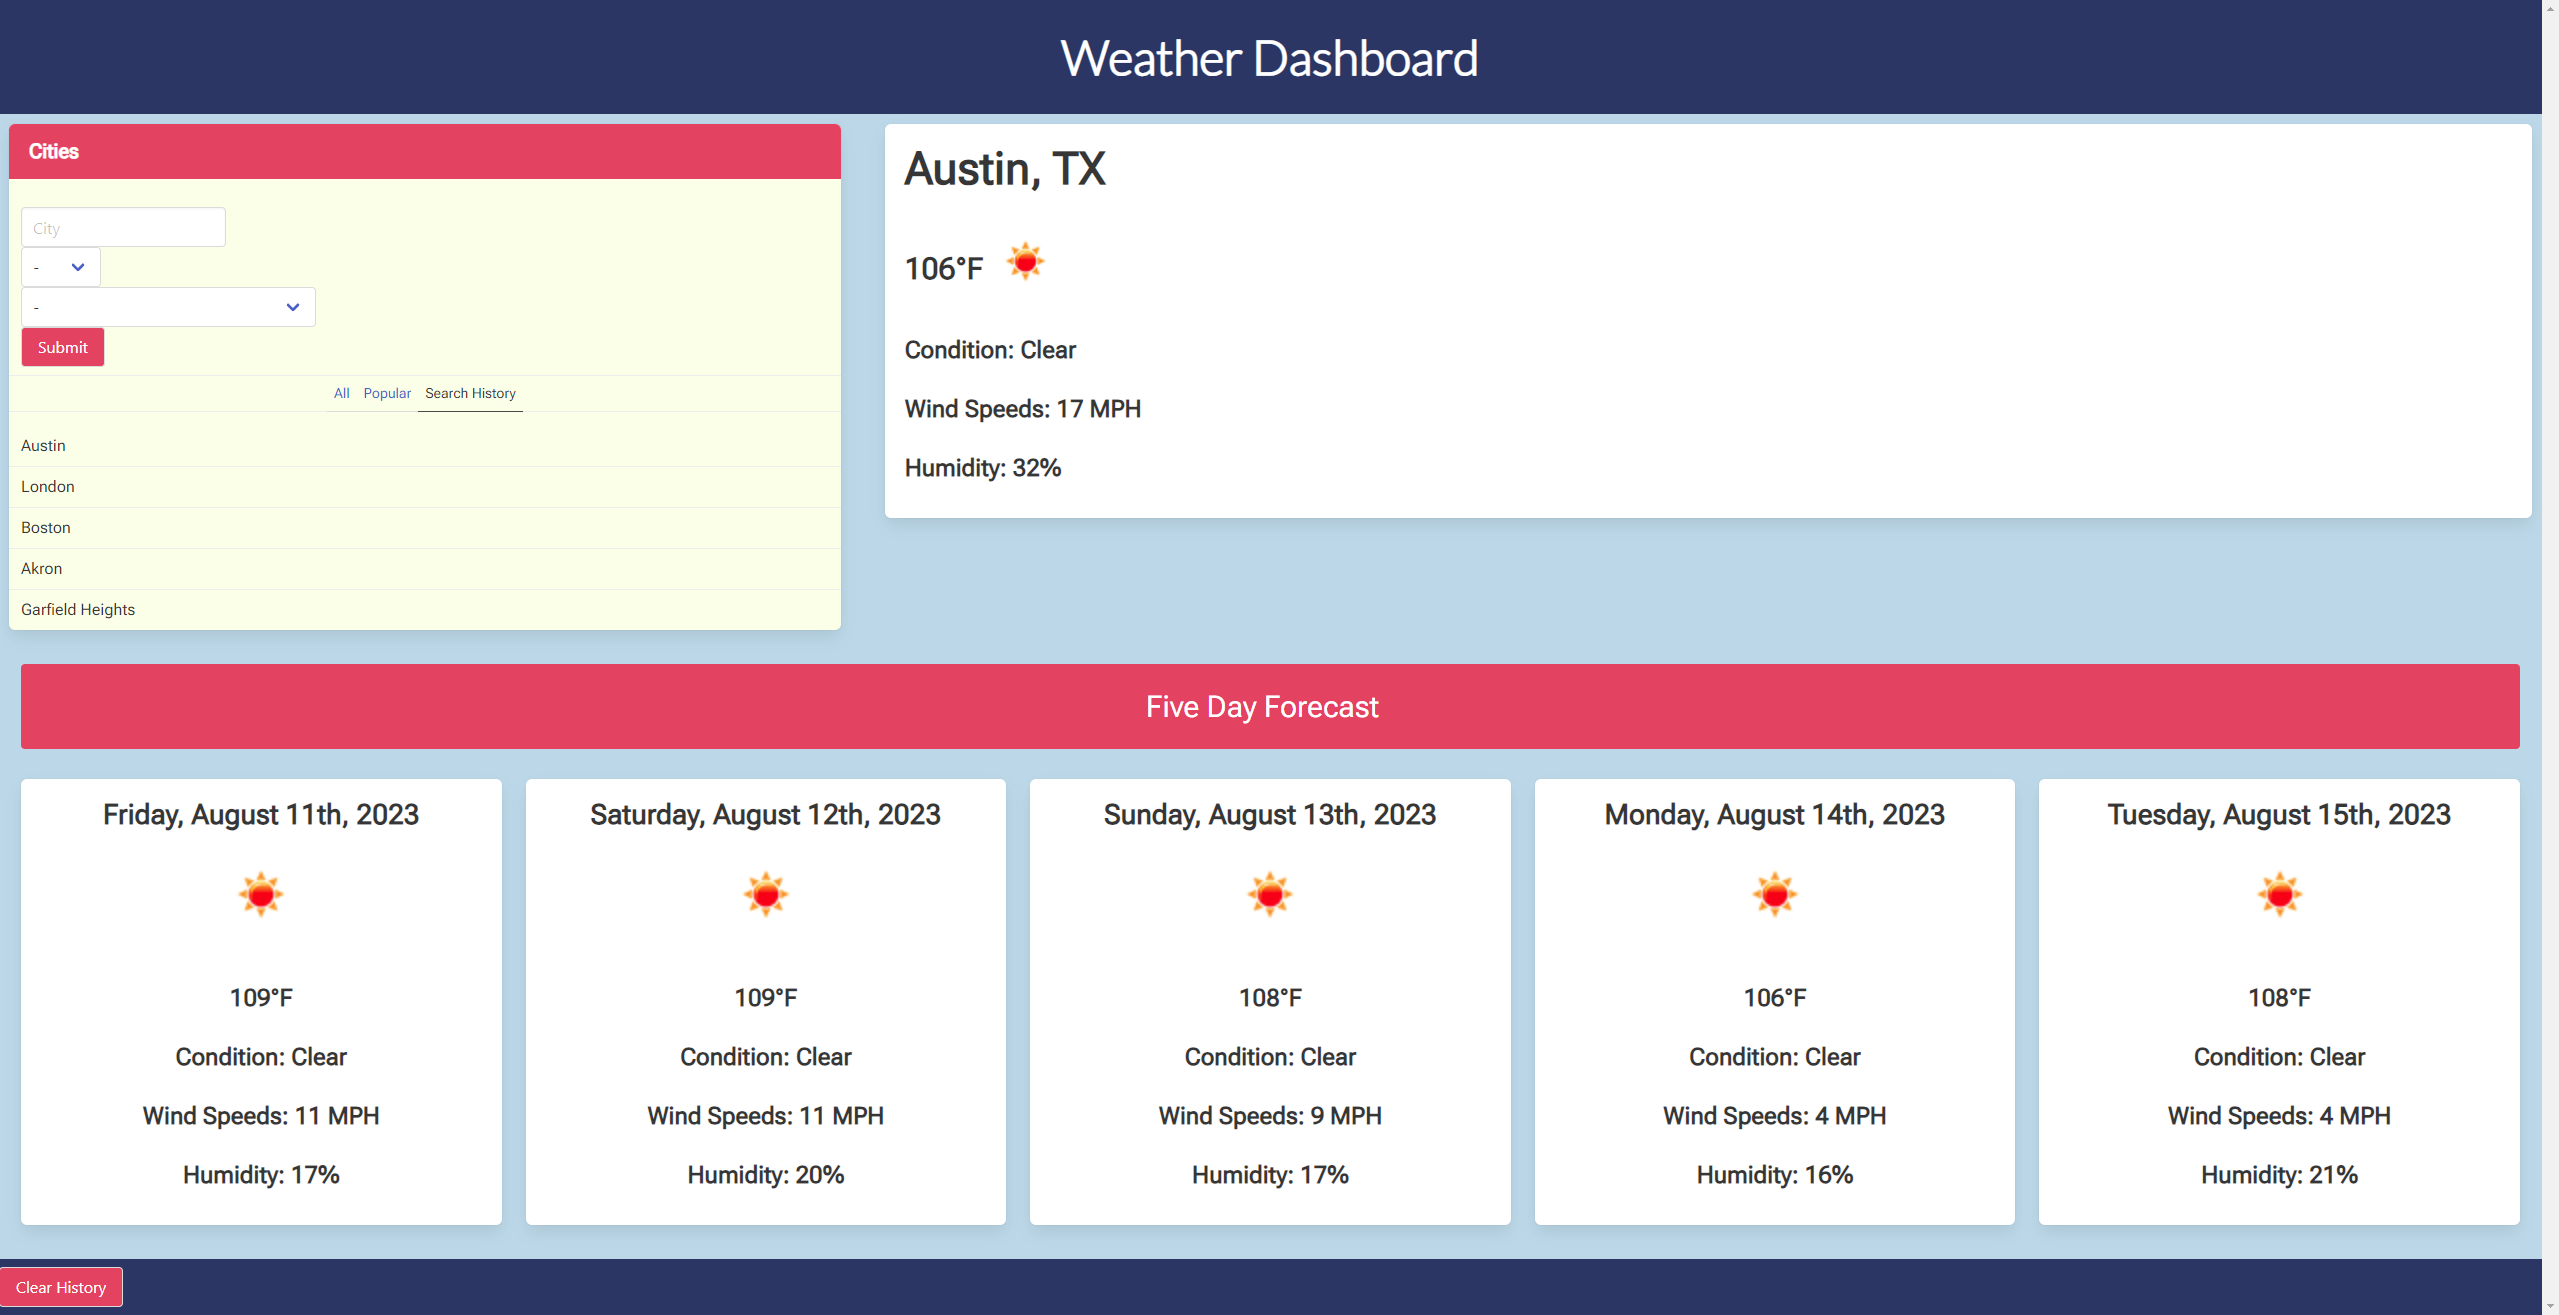 Weather Dashboard
Cities
City
-
-
Submit
All Popular Search History
Austin
London
Boston
Akron
Garfield Heights
Austin, TX
106°F
Condition: Clear
Wind Speeds: 17 MPH
Humidity: 32%
Five Day Forecast
Friday, August 11th, 2023
109°F
Condition: Clear
Wind Speeds: 11 MPH
Humidity: 17%
Saturday, August 12th, 2023
109°F
Condition: Clear
Wind Speeds: 11 MPH
Humidity: 20%
Sunday, August 13th, 2023
108°F
Condition: Clear
Wind Speeds: 9 MPH
Humidity: 17%
Monday, August 14th, 2023
106°F
Condition: Clear
Wind Speeds: 4 MPH
Humidity: 16%
Tuesday, August 15th, 2023
108°F
Condition: Clear
Wind Speeds: 4 MPH
Humidity: 21%
Clear History